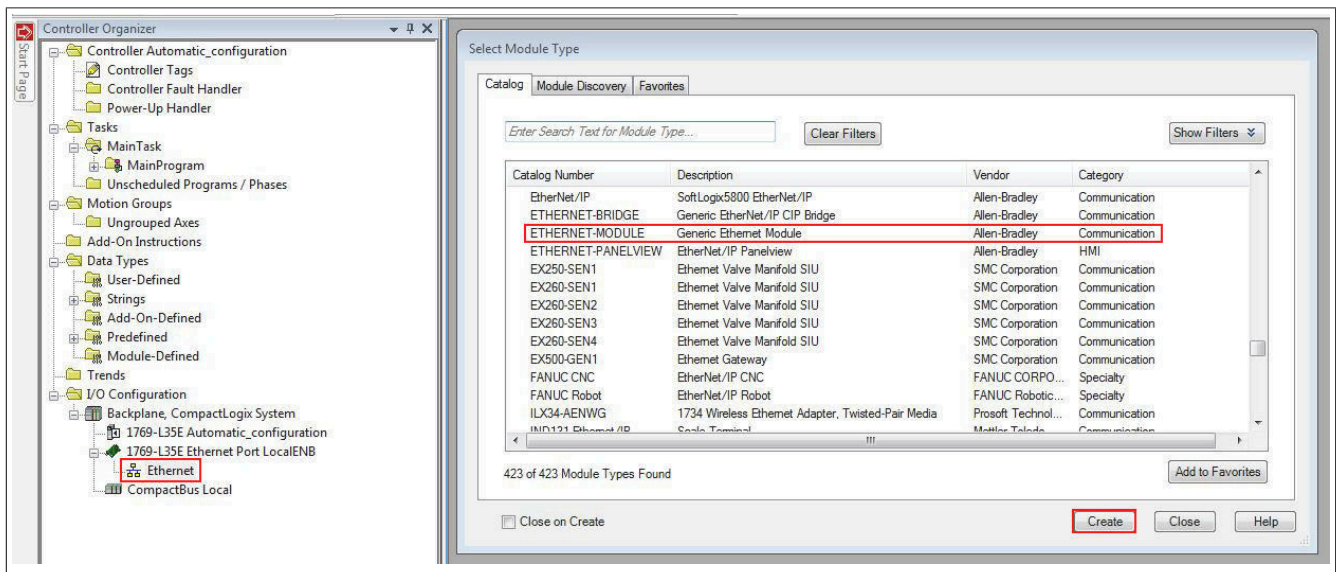 Start Page
Controller Organizer
Controller Automatic_configuration
Controller Tags
Controller Fault Handler
Power-Up Handler
Tasks
MainTask
MainProgram
Unscheduled Programs / Phases
Motion Groups
Ungrouped Axes
Add-On Instructions
Data Types
User-Defined
Strings
Add-On-Defined
Predefined
Module-Defined
Trends
I/O Configuration
Backplane, CompactLogix System
1769-L35E Automatic_configuration
1769-L35E Ethernet Port LocalENB
Ethernet
CompactBus Local
Select Module Type
Catalog Module Discovery Favorites
Enter Search Text for Module Type... Clear Filters Show Filters
Catalog Number Description Vendor Category
EtherNet/IP SoftLogix5800 EtherNet/IP Allen-Bradley Communication
ETHERNET-BRIDGE Generic EtherNet/IP CIP Bridge Allen-Bradley Communication
ETHERNET-MODULE Generic Ethernet Module Allen-Bradley Communication
ETHERNET-PANELVIEW EtherNet/IP Panelview Allen-Bradley HMI
EX250-SEN1 Ethernet Valve Manifold SIU SMC Corporation Communication
EX260-SEN1 Ethernet Valve Manifold SIU SMC Corporation Communication
EX260-SEN2 Ethernet Valve Manifold SIU SMC Corporation Communication
EX260-SEN3 Ethernet Valve Manifold SIU SMC Corporation Communication
EX260-SEN4 Ethernet Valve Manifold SIU SMC Corporation Communication
EX500-GEN1 Ethernet Gateway SMC Corporation Communication
FANUC CNC EtherNet/IP CNC FANUC CORPO... Specialty
FANUC Robot EtherNet/IP Robot FANUC Robotic... Specialty
ILX34-AENWG 1734 Wireless Ethernet Adapter, Twisted-Pair Media Prosoft Technol... Communication
IND131 Ethernet/IP Scale Terminal Mettler Toledo Communication
423 of 423 Module Types Found Add to Favorites
Close on Create Create Close Help